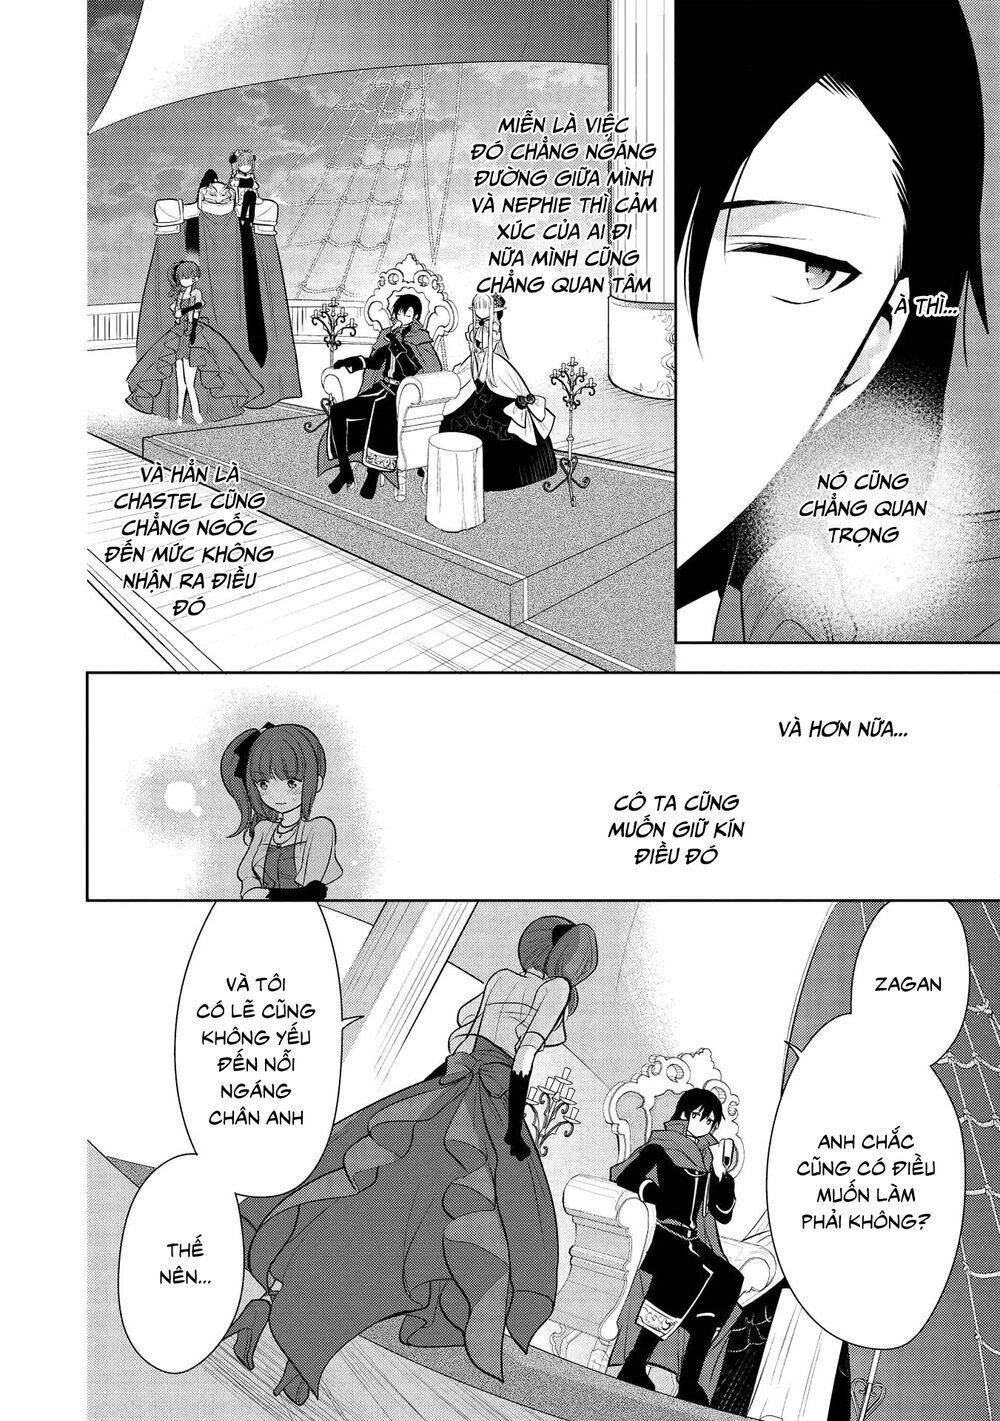 À THÌ...
NÓ CŨNG
CHẲNG QUAN
TRỌNG
MIỄN LÀ VIỆC
ĐÓ CHẲNG NGÁNG
ĐƯỜNG GIỮA MÌNH
VÀ NEPHIE THÌ CẢM
XÚC CỦA AI ĐI
NỮA MÌNH CŨNG
CHẲNG QUAN TÂM
VÀ HẲN LÀ
CHASTEL CŨNG
CHẲNG NGỐC
ĐẾN MỨC KHÔNG
NHẬN RA ĐIỀU
ĐÓ
VÀ HƠN NỮA...
CÔ TA CŨNG
MUỐN GIỮ KÍN
ĐIỀU ĐÓ
ZAGAN
ANH CHẮC
CŨNG CÓ ĐIỀU
MUỐN LÀM
PHẢI KHÔNG?
VÀ TÔI
CÓ LẼ CŨNG
KHÔNG YẾU
ĐẾN NỖI
NGÁNG
CHÂN ANH
THẾ
NÊN...